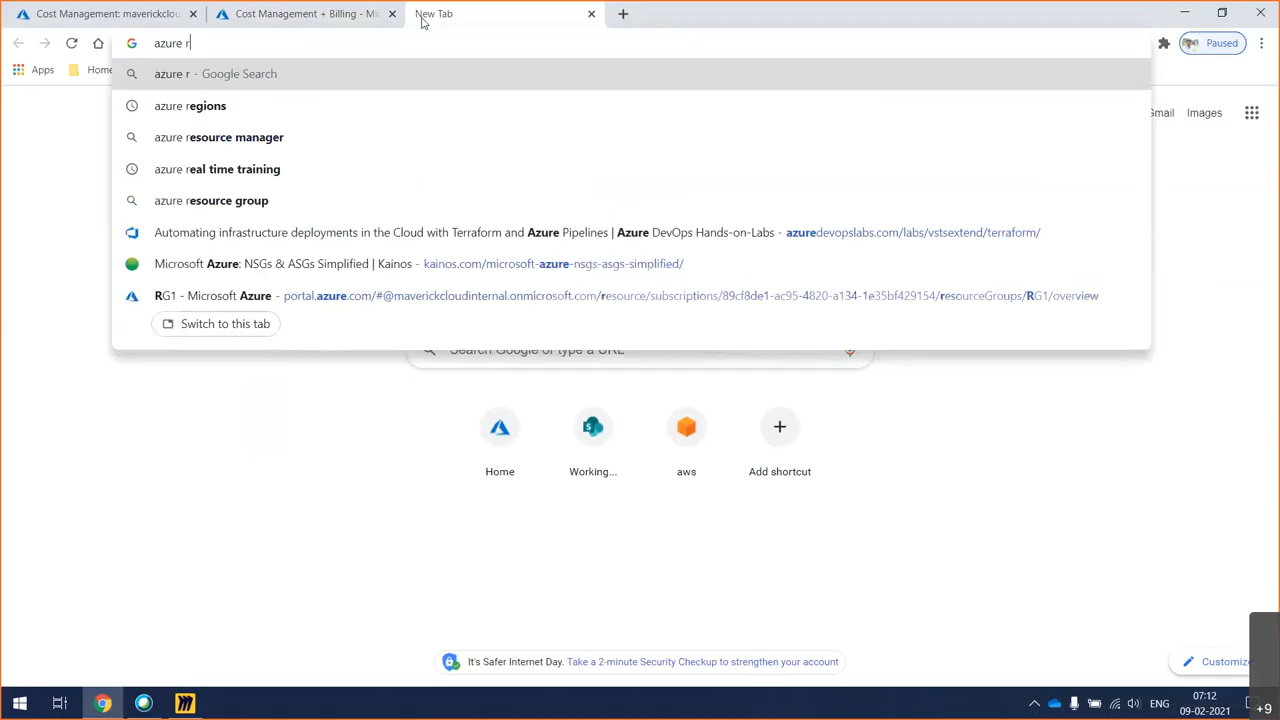 Cost Management: maverickclou
Cost Management + Billing - Mi
New Tab
azure r
Paused
Apps
Home
azure r - Google Search
azure regions
Gmail
Images
azure resource manager
azure real time training
azure resource group
Automating infrastructure deployments in the Cloud with Terraform and Azure Pipelines | Azure DevOps Hands-on-Labs - azuredevopslabs.com/labs/vstsextend/terraform/
Microsoft Azure: NSGs & ASGs Simplified | Kainos - kainos.com/microsoft-azure-nsgs-asgs-simplified/
RG1 - Microsoft Azure - portal.azure.com/#@maverickcloudinternal.onmicrosoft.com/resource/subscriptions/89cf8de1-ac95-4820-a134-1e35bf429154/resourceGroups/RG1/overview
Switch to this tab
Search Google or type a URL
Home
Working...
aws
Add shortcut
It's Safer Internet Day. Take a 2-minute Security Checkup to strengthen your account
Customize
ENG
07:12
09-02-2021
+9